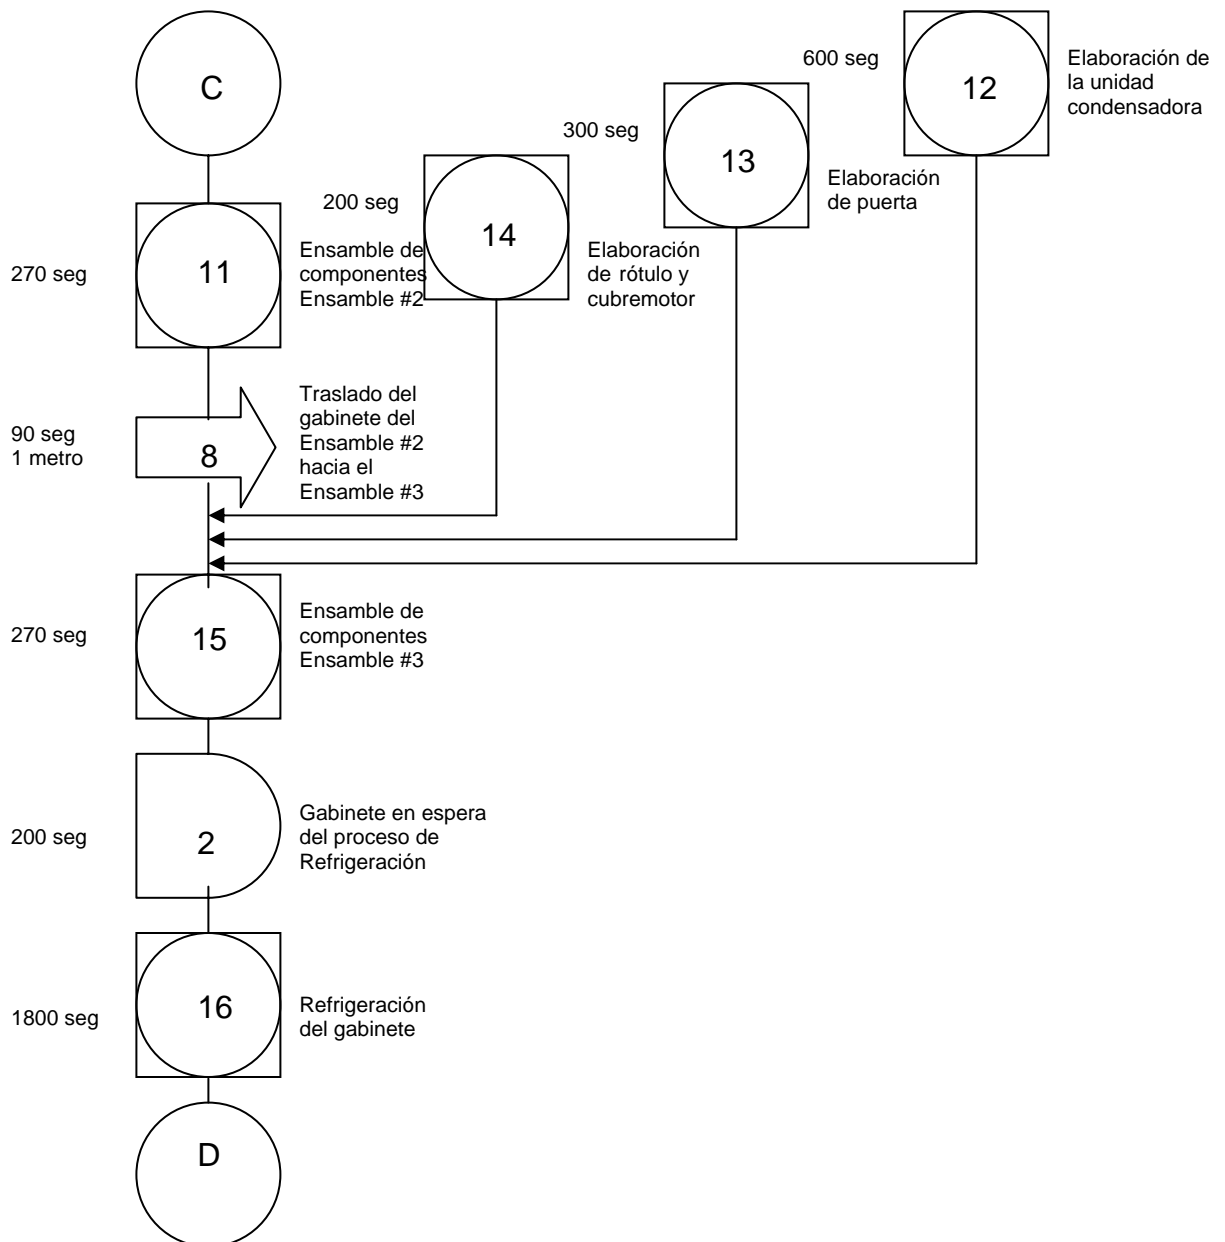 C
600 seg
12
Elaboración de
la unidad
condensadora
300 seg
13
Elaboración
de puerta
200 seg
14
Elaboración
de rótulo y
cubremotor
270 seg
11
Ensamble de
componentes
Ensamble #2
90 seg
1 metro
8
Traslado del
gabinete del
Ensamble #2
hacia el
Ensamble #3
270 seg
15
Ensamble de
componentes
Ensamble #3
200 seg
2
Gabinete en espera
del proceso de
Refrigeración
1800 seg
16
Refrigeración
del gabinete
D